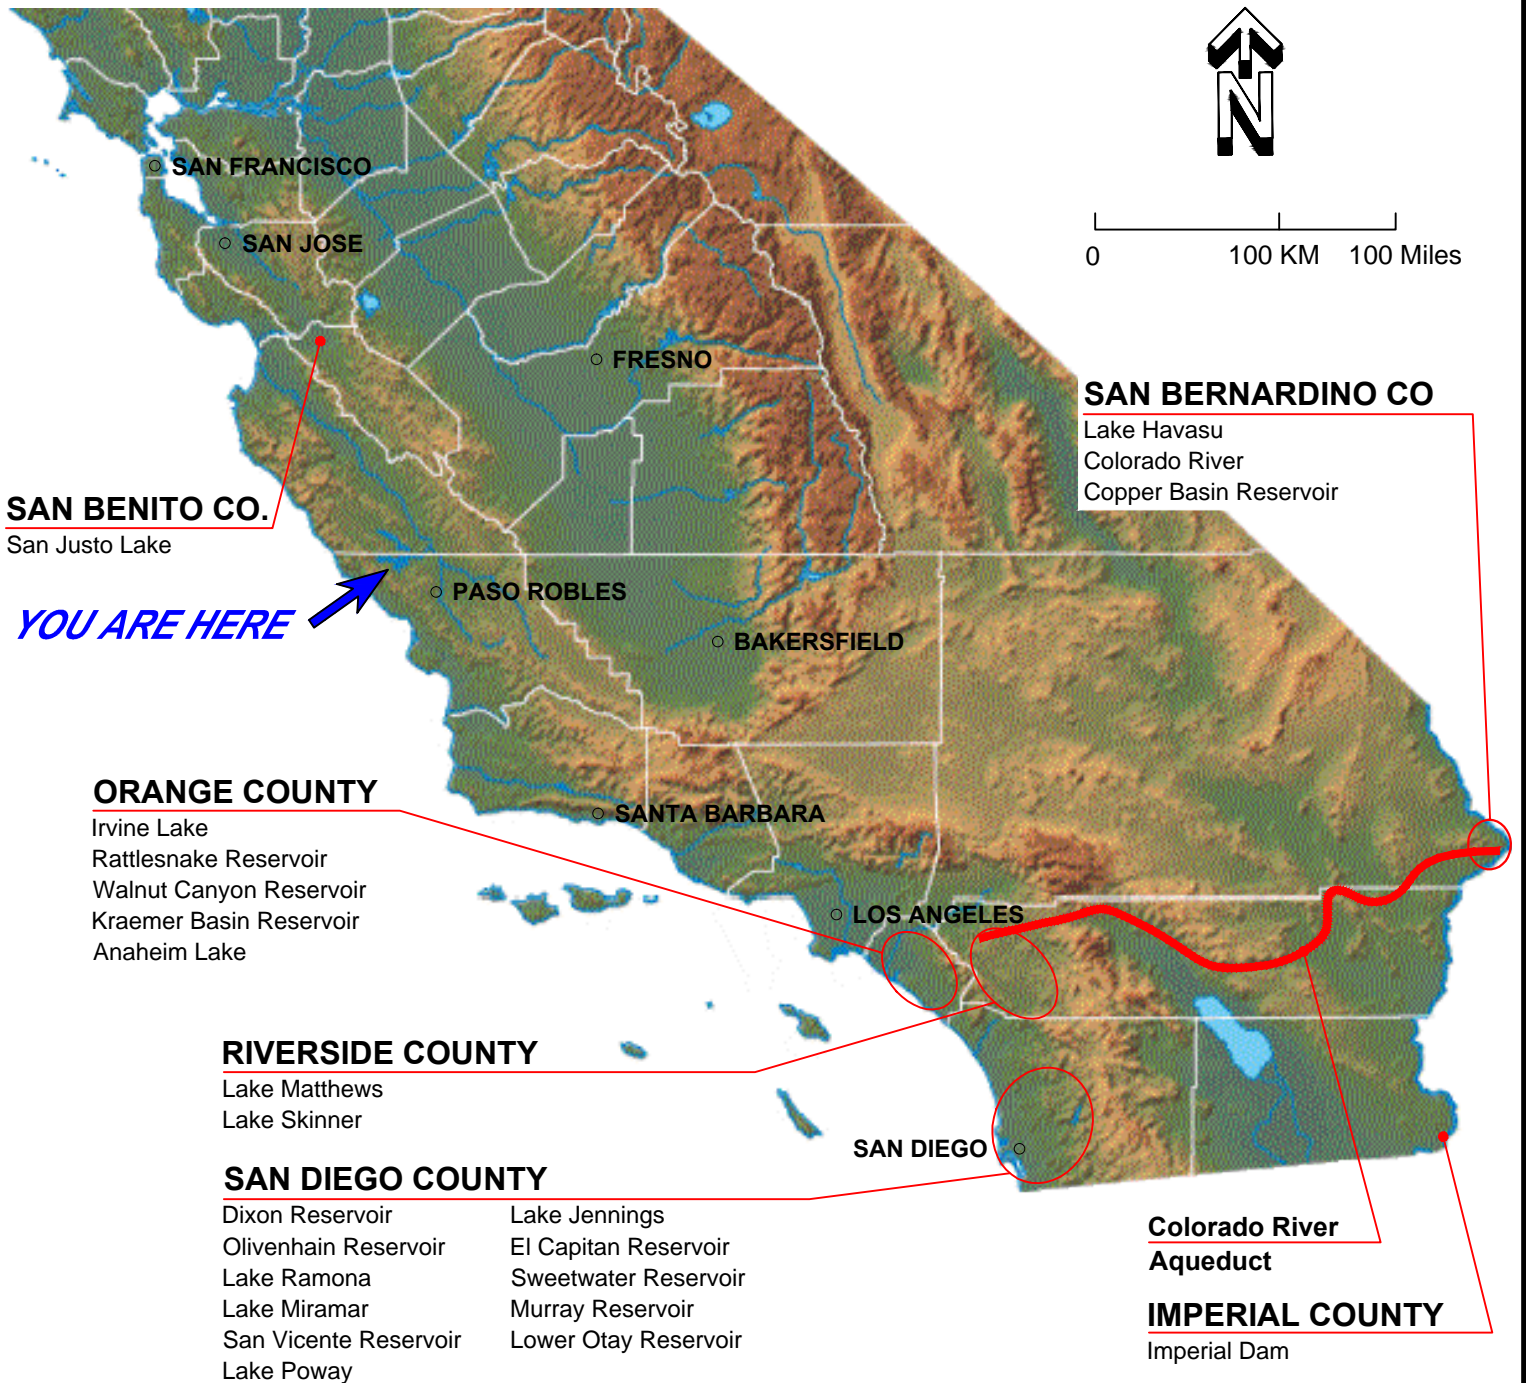 N
0 100 KM 100 Miles
SAN FRANCISCO
SAN JOSE
FRESNO
SAN BERNARDINO CO
Lake Havasu
Colorado River
Copper Basin Reservoir
SAN BENITO CO.
San Justo Lake
YOU ARE HERE
PASO ROBLES
BAKERSFIELD
ORANGE COUNTY
Irvine Lake
Rattlesnake Reservoir
Walnut Canyon Reservoir
Kraemer Basin Reservoir
Anaheim Lake
SANTA BARBARA
LOS ANGELES
RIVERSIDE COUNTY
Lake Matthews
Lake Skinner
SAN DIEGO
SAN DIEGO COUNTY
Dixon Reservoir
Olivenhain Reservoir
Lake Ramona
Lake Miramar
San Vicente Reservoir
Lake Poway
Lake Jennings
El Capitan Reservoir
Sweetwater Reservoir
Murray Reservoir
Lower Otay Reservoir
Colorado River
Aqueduct
IMPERIAL COUNTY
Imperial Dam